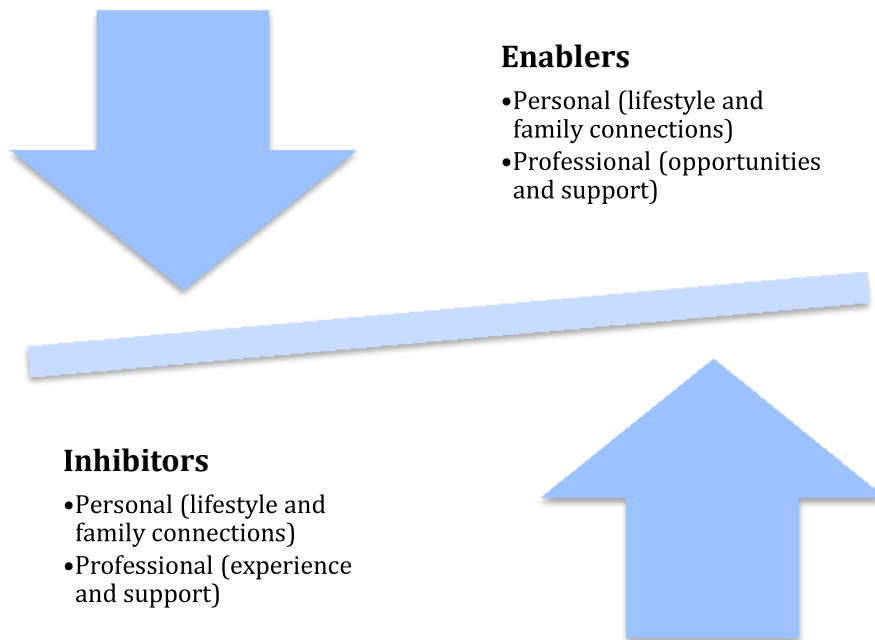 Enablers
•Personal (lifestyle and
family connections)
•Professional (opportunities
and support)
Inhibitors
•Personal (lifestyle and
family connections)
•Professional (experience
and support)